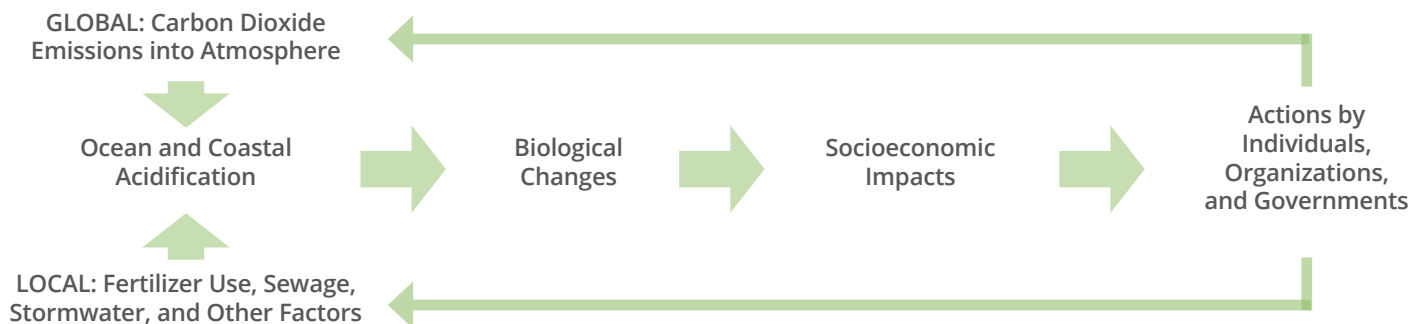 GLOBAL: Carbon Dioxide
Emissions into Atmosphere
Ocean and Coastal
Acidification
Biological
Changes
Socioeconomic
Impacts
Actions by
Individuals,
Organizations,
and Governments
LOCAL: Fertilizer Use, Sewage,
Stormwater, and Other Factors